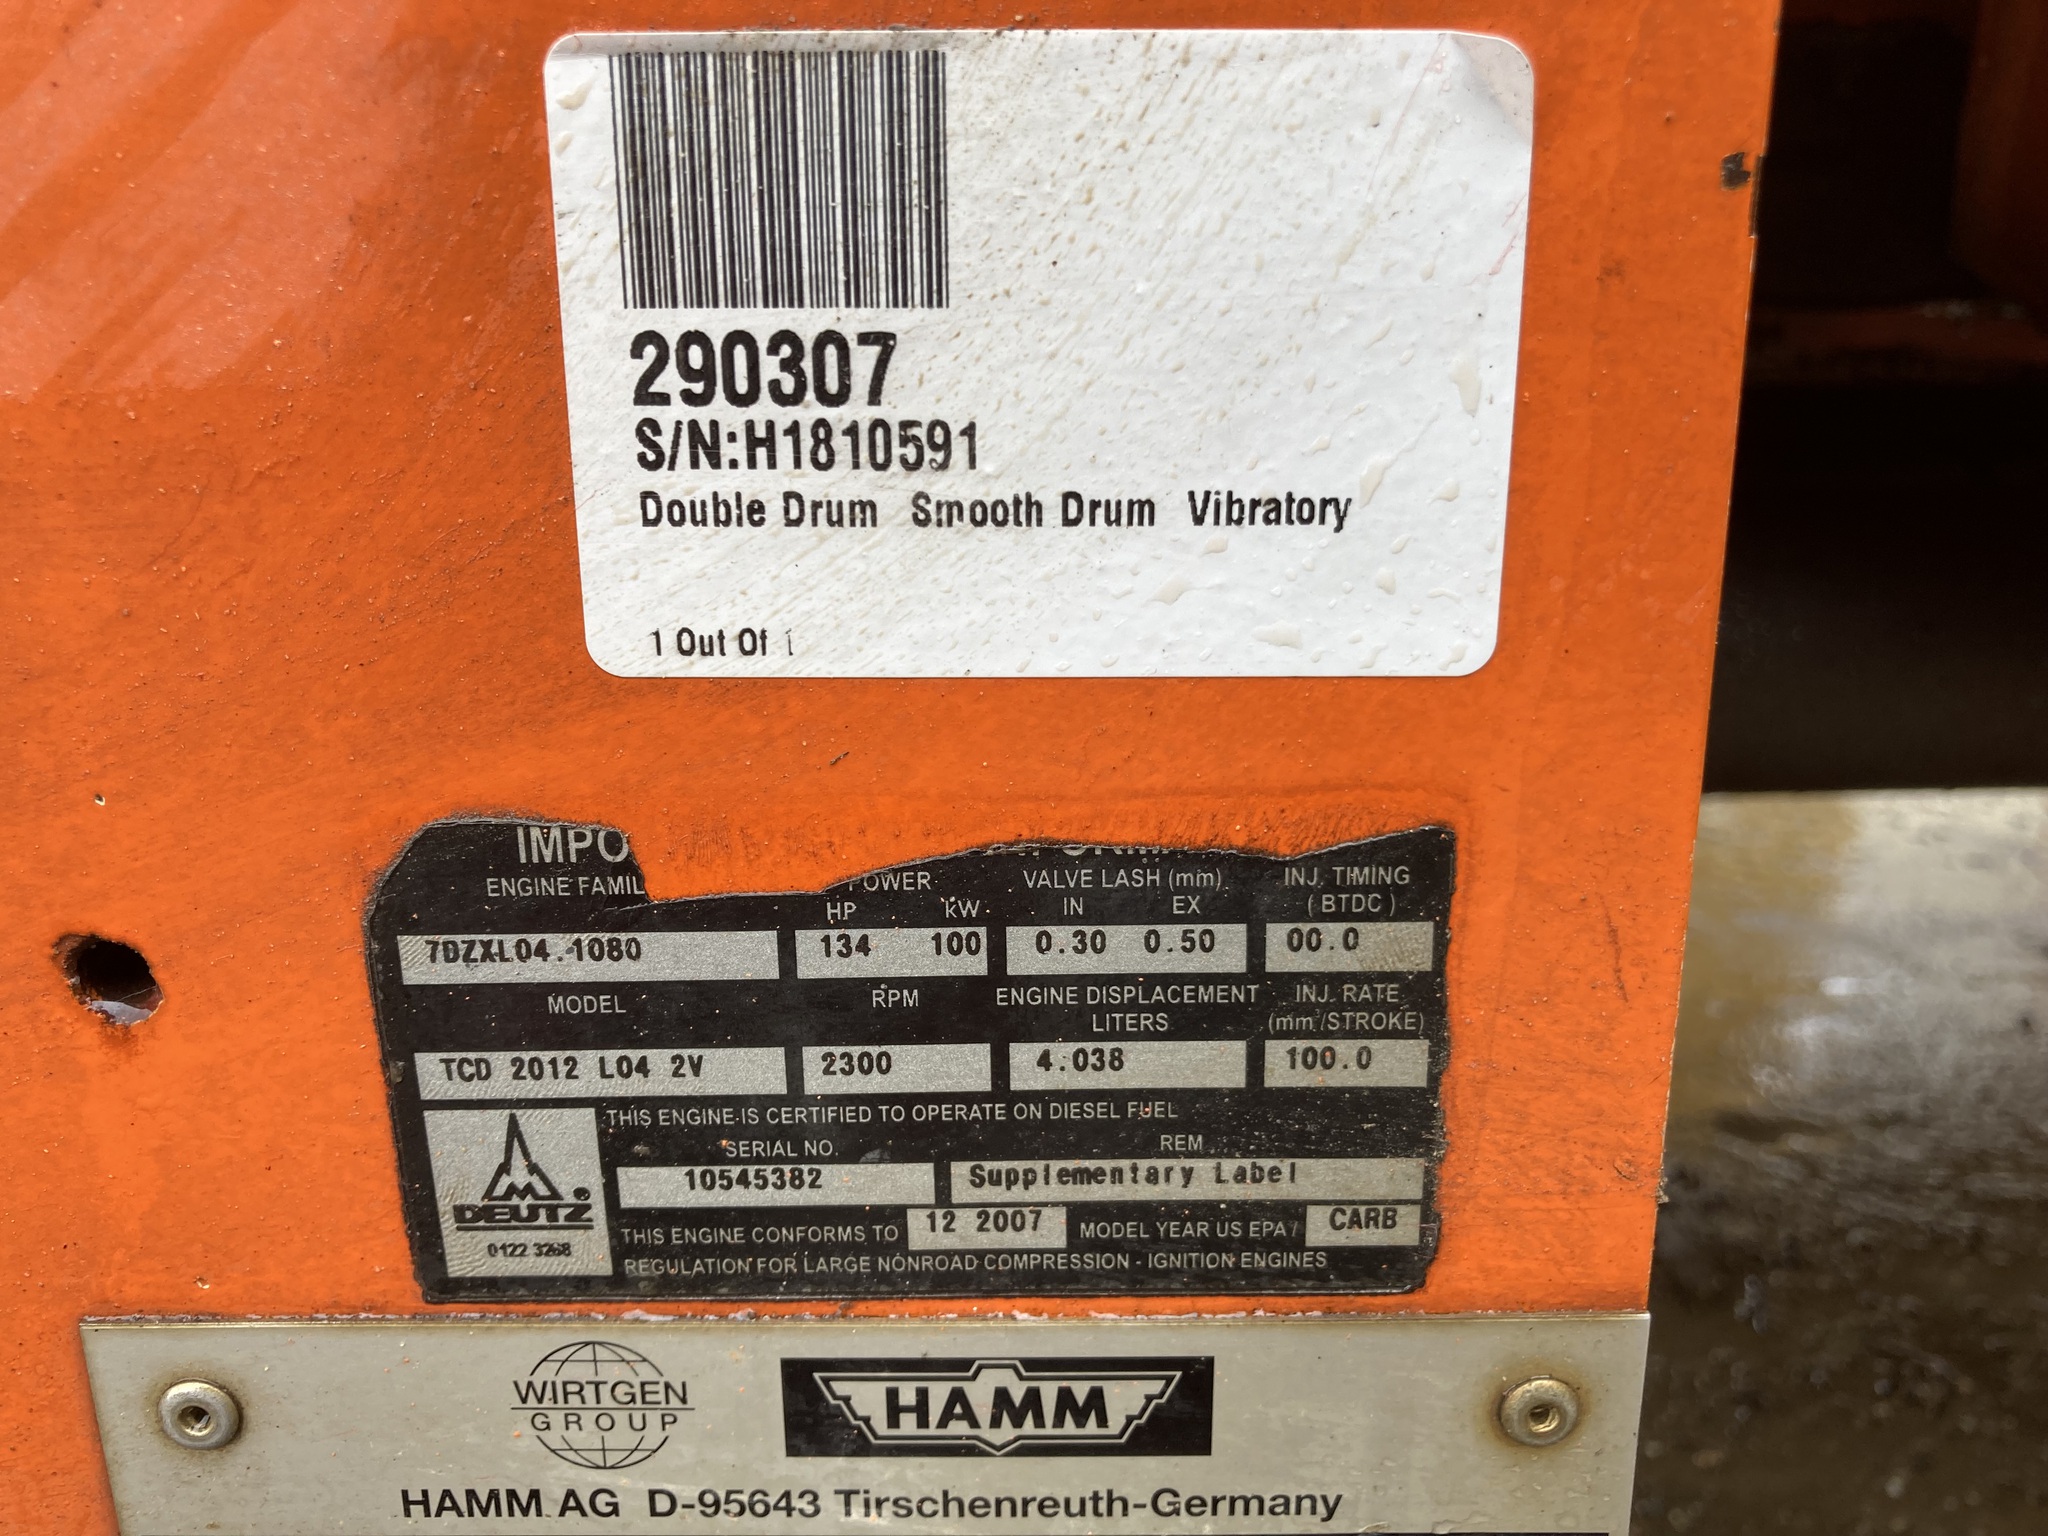 290307
S/N:H1810591
Double Drum Smooth Drum Vibratory
1 Out Of 1
IMPO
ENGINE FAMIL POWER VALVE LASH (mm) INJ. TIMING
HP kW IN EX (BTDC)
7DZXL04.1080 134 100 0.30 0.50 00.0
MODEL RPM ENGINE DISPLACEMENT INJ. RATE
LITERS (mm³/STROKE)
TCD 2012 L04 2V 2300 4.038 100.0
THIS ENGINE IS CERTIFIED TO OPERATE ON DIESEL FUEL
SERIAL NO. REM
10545382 Supplementary Label
DEUTZ ®
0122 3268
THIS ENGINE CONFORMS TO 12 2007 MODEL YEAR US EPA / CARB
REGULATION FOR LARGE NONROAD COMPRESSION - IGNITION ENGINES
WIRTGEN
GROUP
HAMM
HAMM AG D-95643 Tirschenreuth-Germany